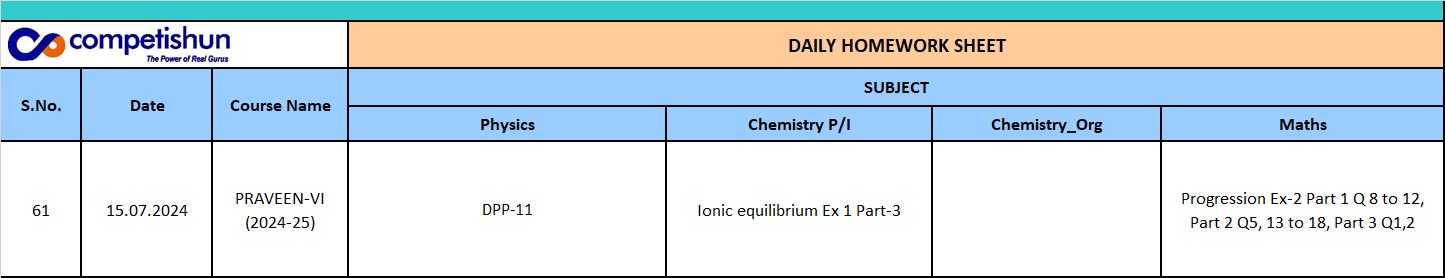 competishun
The Power of Real Gurus
DAILY HOMEWORK SHEET
S.No.
Date
Course Name
SUBJECT
Physics
Chemistry P/I
Chemistry_Org
Maths
61
15.07.2024
PRAVEEN-VI
(2024-25)
DPP-11
Ionic equilibrium Ex 1 Part-3
Progression Ex-2 Part 1 Q 8 to 12,
Part 2 Q5, 13 to 18, Part 3 Q1,2